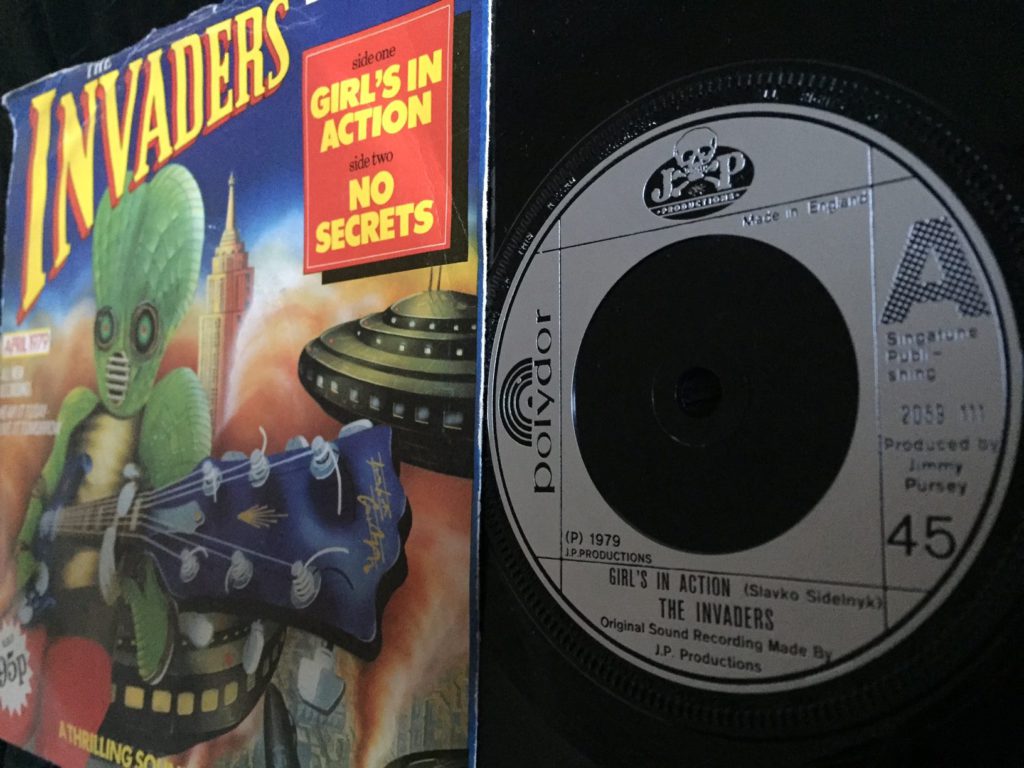 THE
INVADERS
side one
GIRL'S IN
ACTION
side two
NO
SECRETS
APRIL 1979
95p
A THRILLING
J P
PRODUCTIONS
Made in England
A
Singatune
Publi-
shing
2059 111
Produced by
Jimmy
Pursey
45
polydor
(P) 1979
J.P. PRODUCTIONS
GIRL'S IN ACTION (Slavko Sidelnyk)
THE INVADERS
Original Sound Recording Made By
J.P. Productions